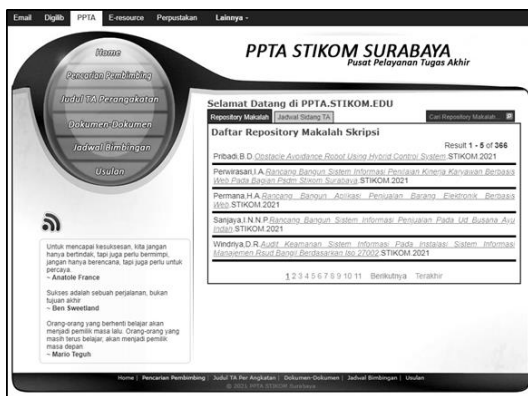 Email Digilib PPTA E-resource Perpustakan Lainnya
PPTA STIKOM SURABAYA
Pusat Pelayanan Tugas Akhir
Home
Pencarian Pembimbing
Judul TA Perangakatan
Dokumen-Dokumen
Jadwal Bimbingan
Usulan
Selamat Datang di PPTA.STIKOM.EDU
Repository Makalah Jadwal Sidang TA Cari Repository Makalah...
Daftar Repository Makalah Skripsi
Result 1 - 5 of 366
Pribadi,B.D.Obstacle Avoidance Robot Using Hybrid Control System.STIKOM.2021
Perwirasari,I.A.Rancang Bangun Sistem Informasi Penilaian Kinerja Karyawan Berbasis
Web Pada Bagian Psdm Stikom Surabaya.STIKOM.2021
Permana,H.A.Rancang Bangun Aplikasi Penjualan Barang Elektronik Berbasis
Web.STIKOM.2021
Sanjaya,I.N.N.P.Rancang Bangun Sistem Informasi Penjualan Pada Ud Busana Ayu
Indah.STIKOM.2021
Windriya,D.R.Audit Keamanan Sistem Informasi Pada Instalasi Sistem Informasi
Manajemen Rsud Bangil Berdasarkan Iso 27002.STIKOM.2021
1 2 3 4 5 6 7 8 9 10 11 Berikutnya Terakhir
Untuk mencapai kesuksesan, kita jangan
hanya bertindak, tapi juga perlu bermimpi,
jangan hanya berencana, tapi juga perlu untuk
percaya.
~ Anatole France
Sukses adalah sebuah perjalanan, bukan
tujuan akhir
~ Ben Sweetland
Orang-orang yang berhenti belajar akan
menjadi pemilik masa lalu. Orang-orang yang
masih terus belajar, akan menjadi pemilik
masa depan
~ Mario Teguh
Home | Pencarian Pembimbing | Judul TA Per Angkatan | Dokumen-Dokumen | Jadwal Bimbingan | Usulan
© 2021 PPTA STIKOM Surabaya